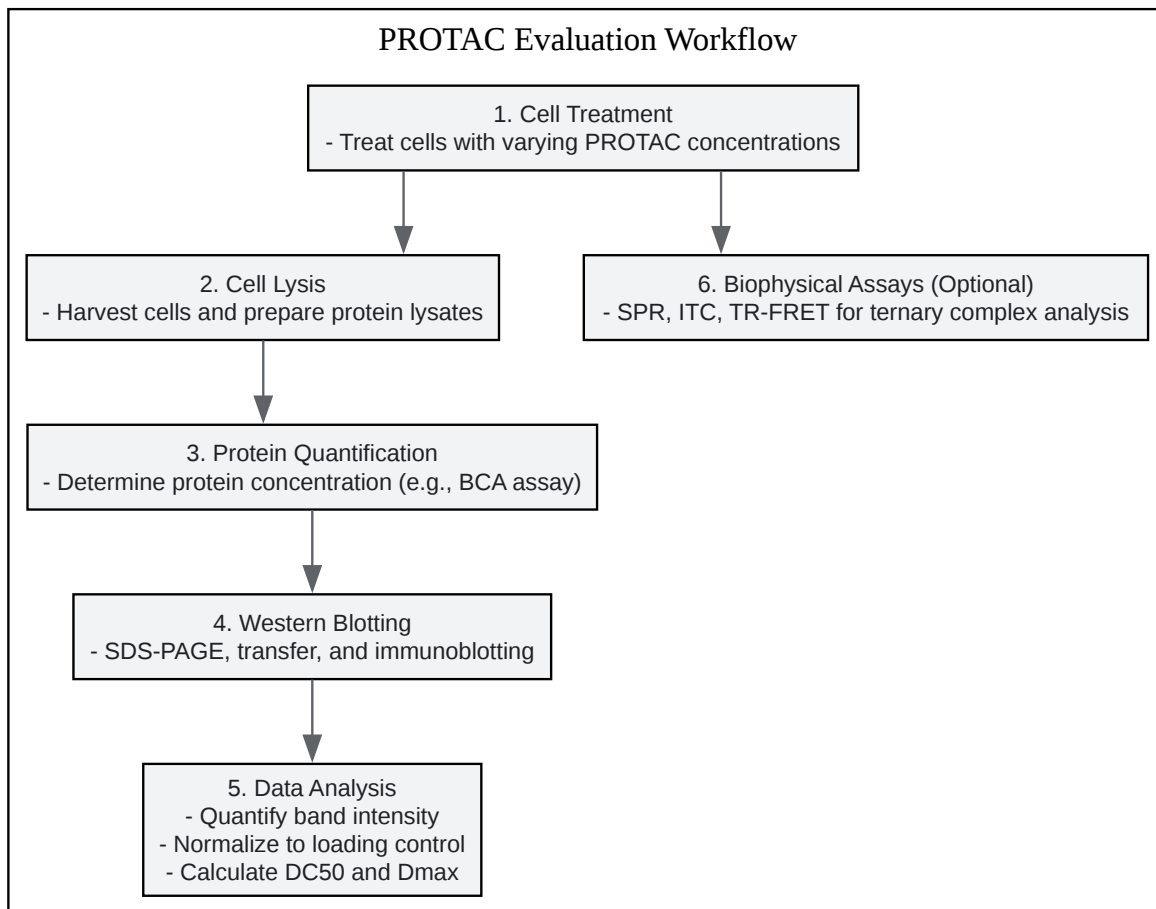 PROTAC Evaluation Workflow
1. Cell Treatment
- Treat cells with varying PROTAC concentrations
2. Cell Lysis
- Harvest cells and prepare protein lysates
6. Biophysical Assays (Optional)
- SPR, ITC, TR-FRET for ternary complex analysis
3. Protein Quantification
- Determine protein concentration (e.g., BCA assay)
4. Western Blotting
- SDS-PAGE, transfer, and immunoblotting
5. Data Analysis
- Quantify band intensity
- Normalize to loading control
- Calculate DC50 and Dmax